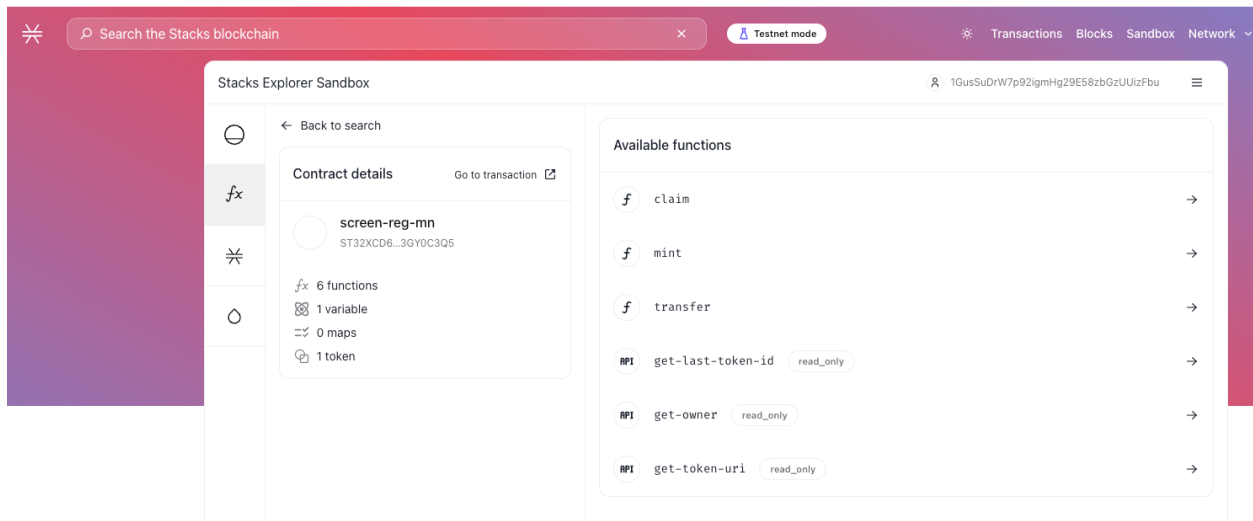 Search the Stacks blockchain
Testnet mode
Transactions Blocks Sandbox Network
Stacks Explorer Sandbox
1GusSuDrW7p92igmHg29E58zbGzUUizFbu
Back to search
Contract details
Go to transaction
screen-reg-mn
ST32XCD6...3GY0C3Q5
fx
fx 6 functions
1 variable
0 maps
1 token
Available functions
f claim
f mint
f transfer
API get-last-token-id read_only
API get-owner read_only
API get-token-uri read_only